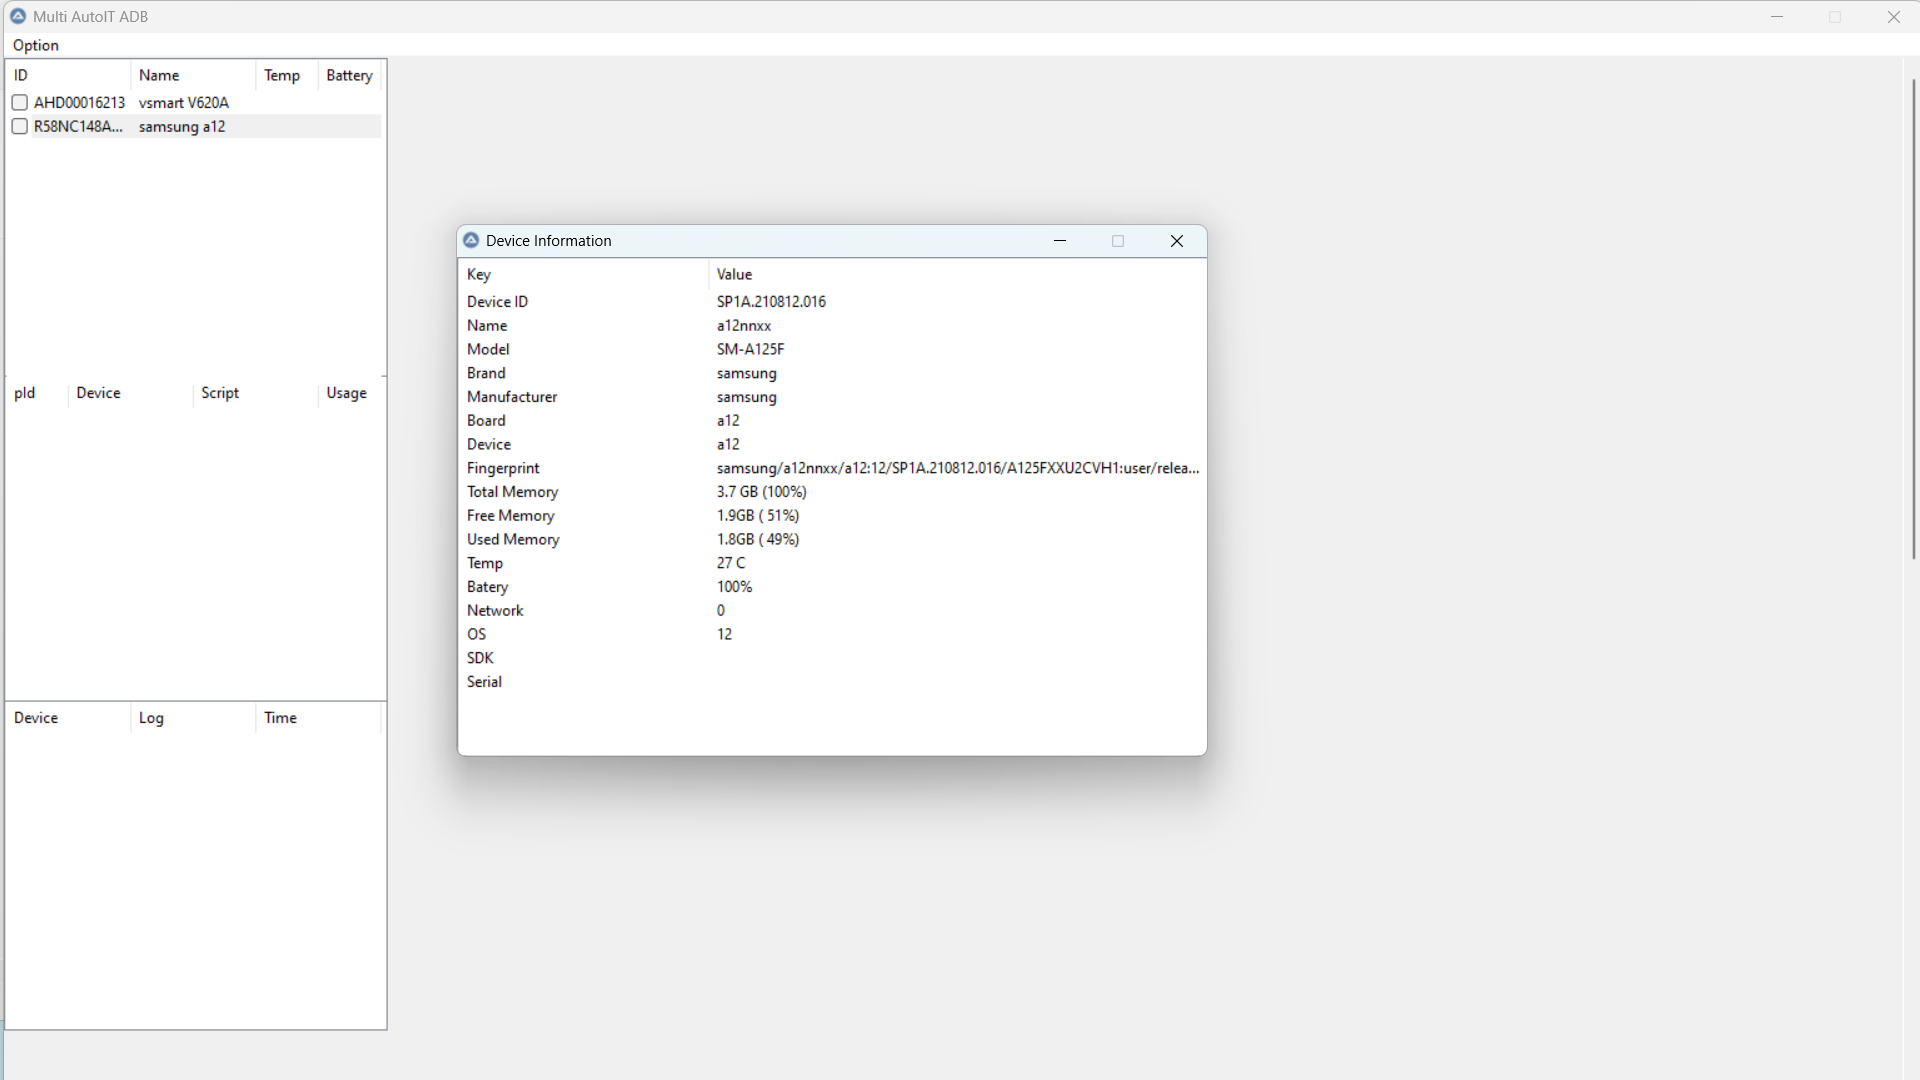 Multi AutoIT ADB
Option
ID Name Temp Battery
AHD00016213 vsmart V620A
R58NC148A... samsung a12
pId Device Script Usage
Device Log Time
Device Information
Key Value
Device ID SP1A.210812.016
Name a12nnxx
Model SM-A125F
Brand samsung
Manufacturer samsung
Board a12
Device a12
Fingerprint samsung/a12nnxx/a12:12/SP1A.210812.016/A125FXXU2CVH1:user/relea...
Total Memory 3.7 GB (100%)
Free Memory 1.9GB ( 51%)
Used Memory 1.8GB ( 49%)
Temp 27 C
Batery 100%
Network 0
OS 12
SDK
Serial